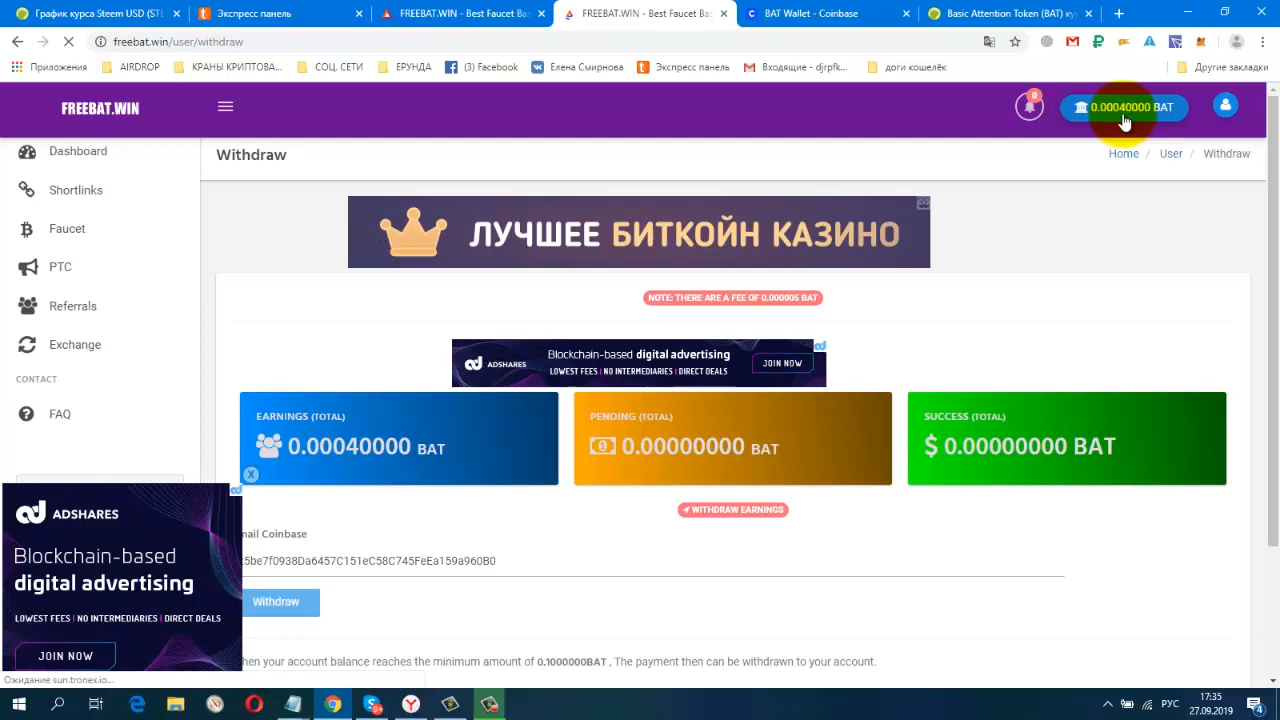 График курса Steem USD (STE
Экспресс панель
FREEBAT.WIN - Best Faucet Bas
FREEBAT.WIN - Best Faucet Bas
BAT Wallet - Coinbase
Basic Attention Token (BAT) ку
freebat.win/user/withdraw
Приложения
AIRDROP
КРАНЫ КРИПТОВА...
СОЦ. СЕТИ
ЕРУНДА
(3) Facebook
Елена Смирнова
Экспресс панель
Входящие - djrpfk...
доги кошелёк
Другие закладки
FREEBAT.WIN
0
0.00040000 BAT
Dashboard
Shortlinks
Faucet
PTC
Referrals
Exchange
CONTACT
FAQ
Withdraw
Home / User / Withdraw
ЛУЧШЕЕ БИТКОЙН КАЗИНО
NOTE: THERE ARE A FEE OF 0.000005 BAT
ADSHARES
Blockchain-based digital advertising
LOWEST FEES | NO INTERMEDIARIES | DIRECT DEALS
JOIN NOW
EARNINGS (TOTAL)
0.00040000 BAT
PENDING (TOTAL)
0.00000000 BAT
SUCCESS (TOTAL)
$ 0.00000000 BAT
X
WITHDRAW EARNINGS
mail Coinbase
x5be7f0938Da6457C151eC58C745FeEa159a960B0
Withdraw
hen your account balance reaches the minimum amount of 0.1000000BAT , The payment then can be withdrawn to your account.
ADSHARES
Blockchain-based
digital advertising
LOWEST FEES | NO INTERMEDIARIES | DIRECT DEALS
JOIN NOW
Ожидание sun.tronex.io...
РУС
17:35
27.09.2019
4